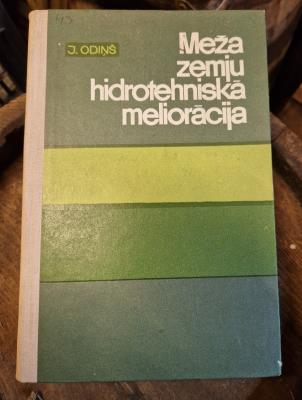 J. ODIŅŠ
Meža
zemju
hidrotehniskā
meliorācija